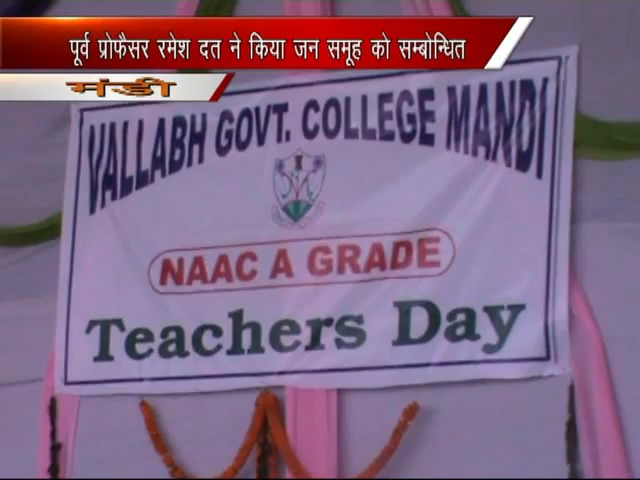 पूर्व प्रोफैसर रमेश दत ने किया जन समूह को सम्बोन्धित
मंडी
VALLABH GOVT. COLLEGE MANDI
NAAC A GRADE
Teachers Day